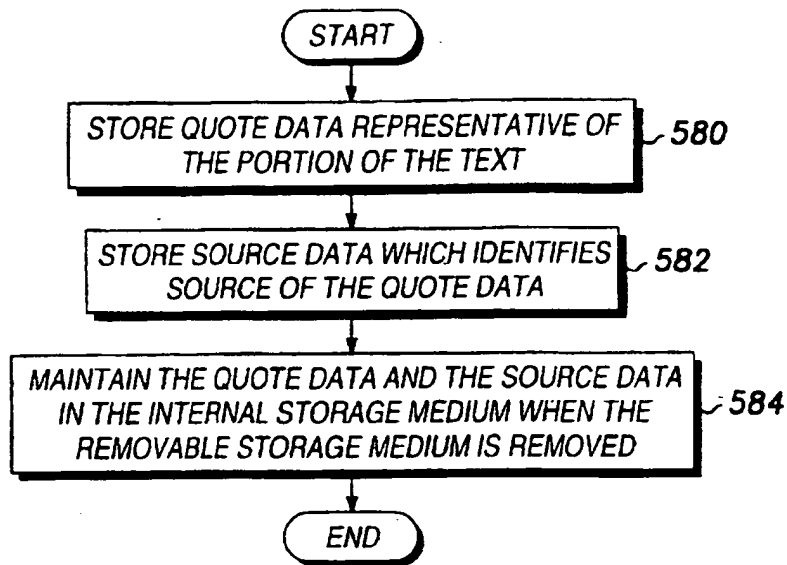 START
STORE QUOTE DATA REPRESENTATIVE OF
THE PORTION OF THE TEXT
580
STORE SOURCE DATA WHICH IDENTIFIES
SOURCE OF THE QUOTE DATA
582
MAINTAIN THE QUOTE DATA AND THE SOURCE DATA
IN THE INTERNAL STORAGE MEDIUM WHEN THE
REMOVABLE STORAGE MEDIUM IS REMOVED
584
END